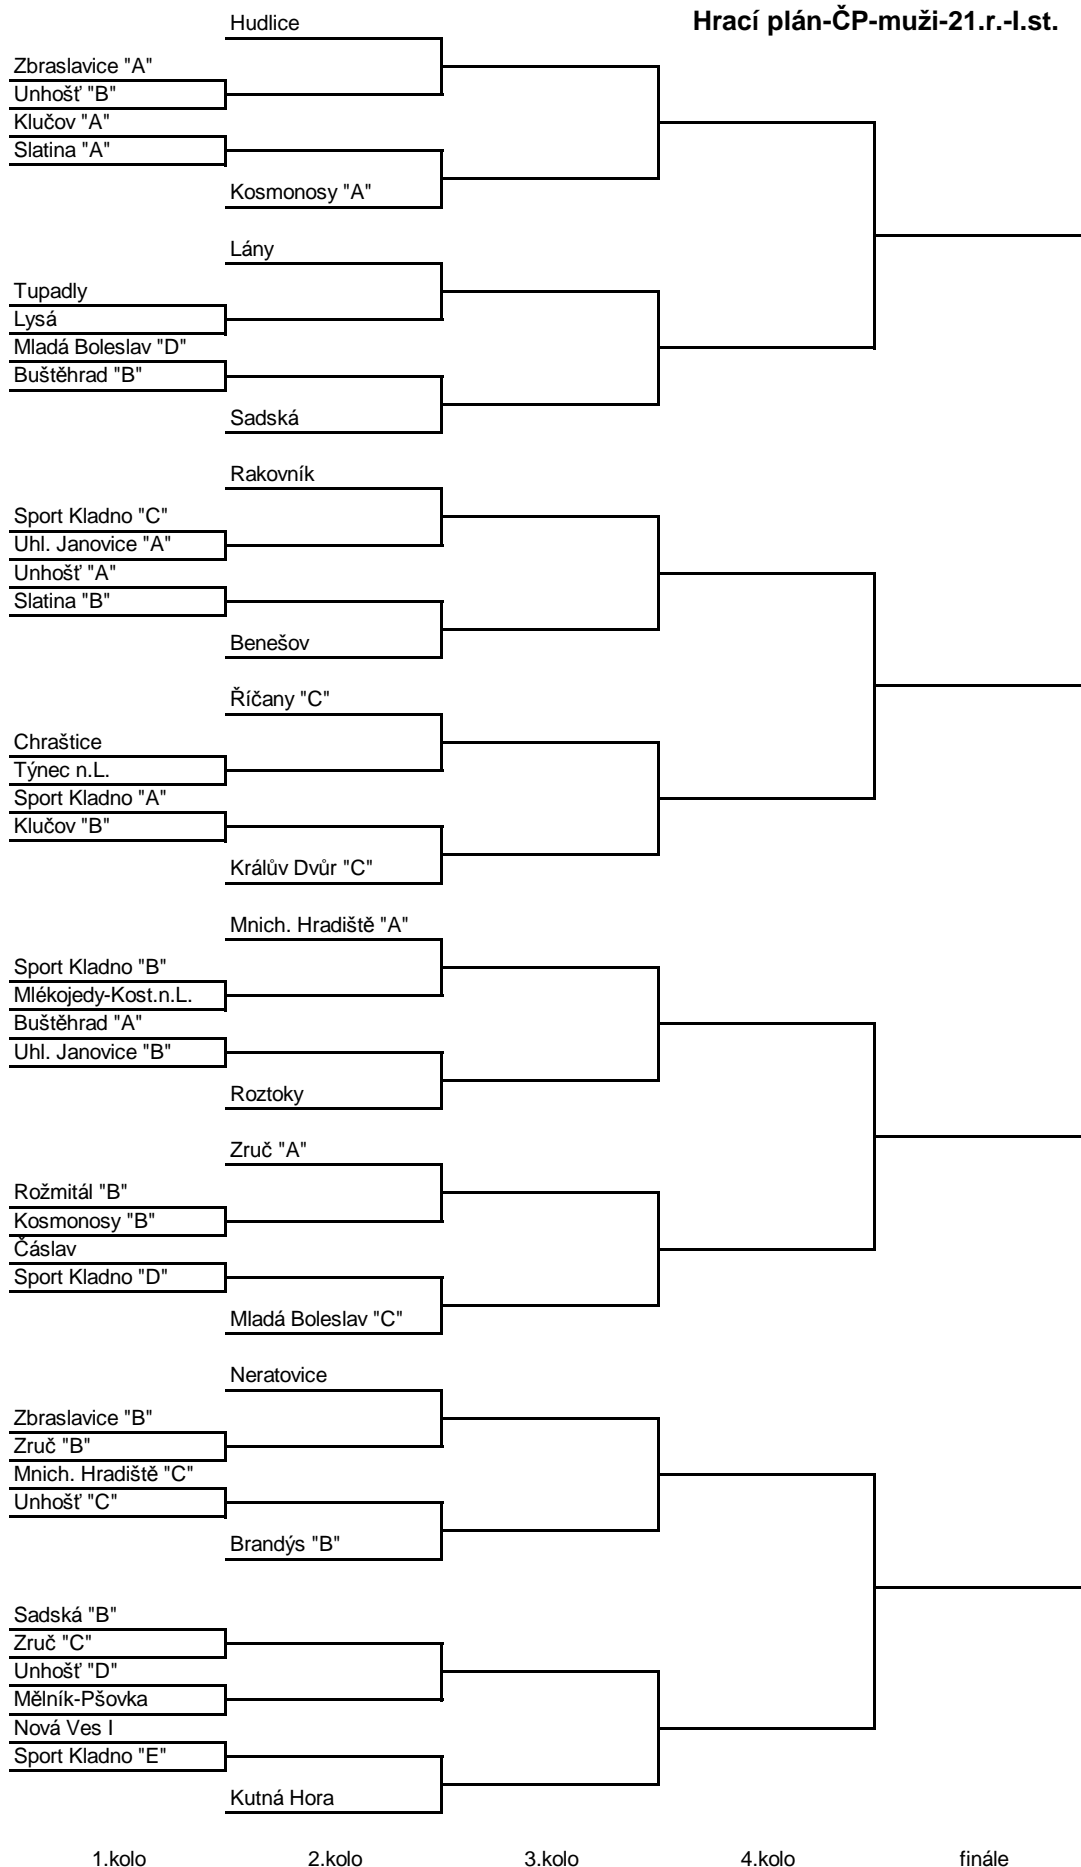 Hrací plán-ČP-muži-21.r.-I.st.
Hudlice
Zbraslavice "A"
Unhošť "B"
Klučov "A"
Slatina "A"
Kosmonosy "A"
Lány
Tupadly
Lysá
Mladá Boleslav "D"
Buštěhrad "B"
Sadská
Rakovník
Sport Kladno "C"
Uhl. Janovice "A"
Unhošť "A"
Slatina "B"
Benešov
Říčany "C"
Chraštice
Týnec n.L.
Sport Kladno "A"
Klučov "B"
Králův Dvůr "C"
Mnich. Hradiště "A"
Sport Kladno "B"
Mlékojedy-Kost.n.L.
Buštěhrad "A"
Uhl. Janovice "B"
Roztoky
Zruč "A"
Rožmitál "B"
Kosmonosy "B"
Čáslav
Sport Kladno "D"
Mladá Boleslav "C"
Neratovice
Zbraslavice "B"
Zruč "B"
Mnich. Hradiště "C"
Unhošť "C"
Brandýs "B"
Sadská "B"
Zruč "C"
Unhošť "D"
Mělník-Pšovka
Nová Ves I
Sport Kladno "E"
Kutná Hora
1.kolo 2.kolo 3.kolo 4.kolo finále